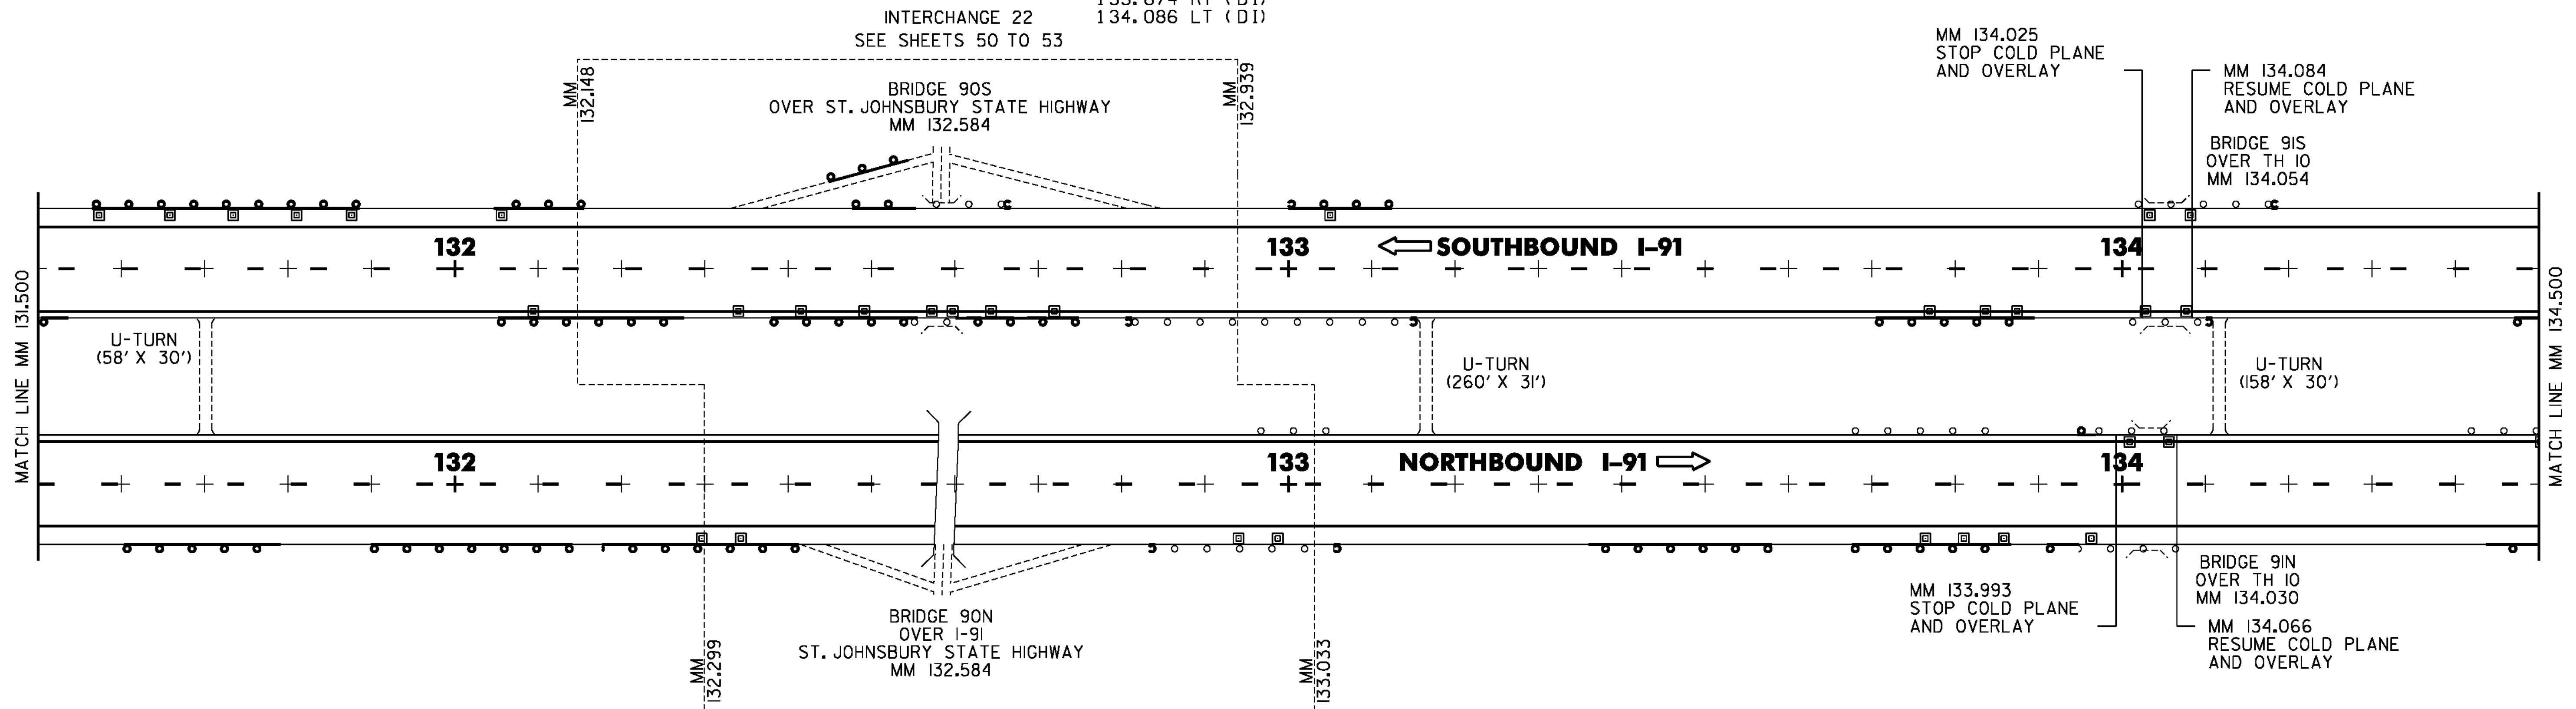 133.874 RT (DI)
INTERCHANGE 22
134.086 LT (DI)
SEE SHEETS 50 TO 53
MM 132.148
MM 132.939
BRIDGE 90S
OVER ST. JOHNSBURY STATE HIGHWAY
MM 132.584
MM 134.025
STOP COLD PLANE
AND OVERLAY
MM 134.084
RESUME COLD PLANE
AND OVERLAY
BRIDGE 91S
OVER TH 10
MM 134.054
132
133
SOUTHBOUND I-91
134
MATCH LINE MM 131.500
MATCH LINE MM 134.500
U-TURN
(58' X 30')
U-TURN
(260' X 31')
U-TURN
(158' X 30')
132
133
NORTHBOUND I-91
134
BRIDGE 90N
OVER I-91
ST. JOHNSBURY STATE HIGHWAY
MM 132.584
MM 132.299
MM 133.033
MM 133.993
STOP COLD PLANE
AND OVERLAY
BRIDGE 91N
OVER TH 10
MM 134.030
MM 134.066
RESUME COLD PLANE
AND OVERLAY